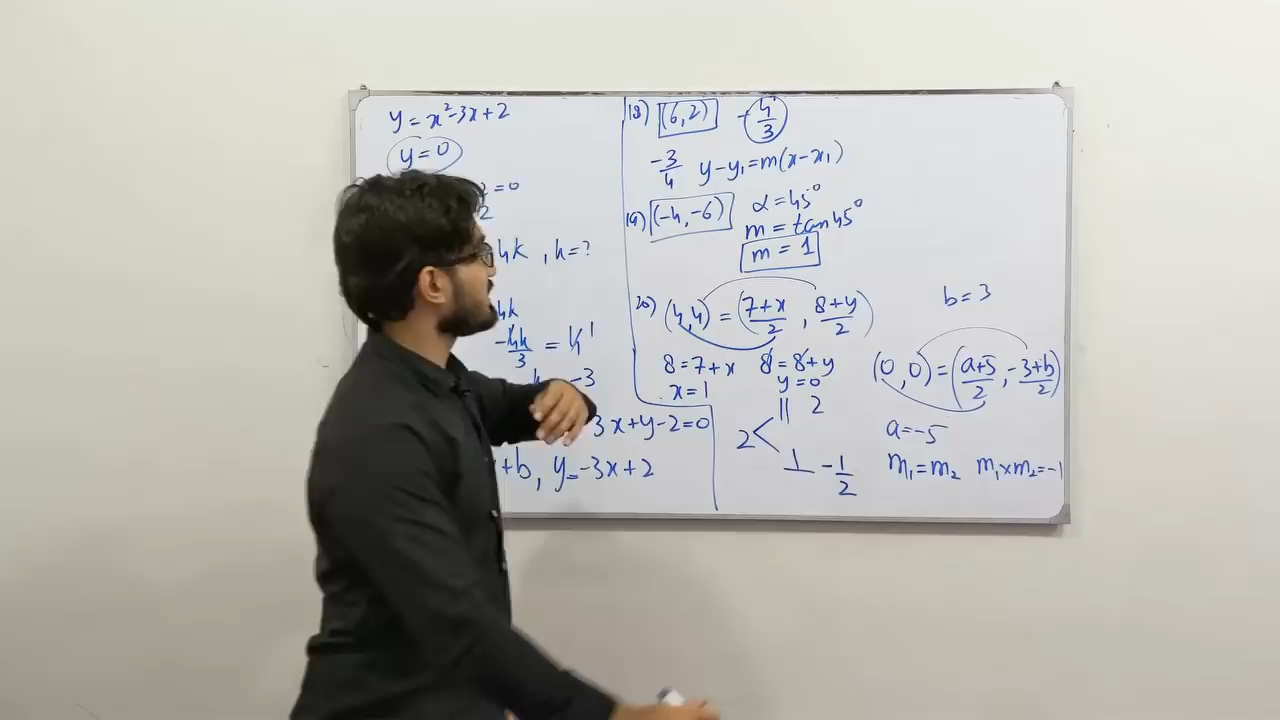 y = x² - 3x + 2
y = 0
2 = 0
2
4k , k = ?
4k
-4k/3 = 4 1
-3
3x + y - 2 = 0
+ b, y = -3x + 2
18) (6, 2) - 4/3
-3/4 y - y₁ = m(x - x₁)
19) (-4, -6) α = 45°
m = tan 45°
m = 1
20) (4, 4) = (7+x/2 , 8+y/2)
8 = 7 + x 8 = 8 + y
x = 1 y = 0
|| 2
2 <
⊥ -1/2
b = 3
(0, 0) = (a+5/2 , -3+b/2)
a = -5
m₁ = m₂ m₁ × m₂ = -1